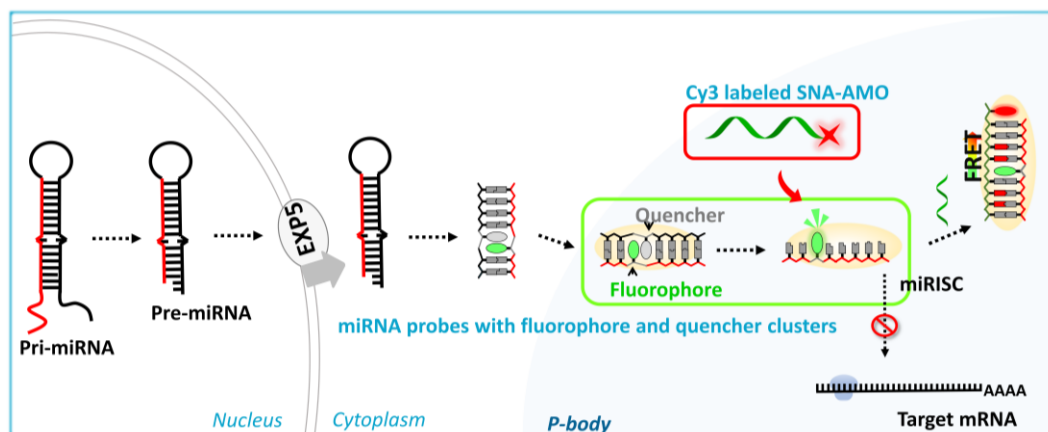 Cy3 labeled SNA-AMO
FRET
EXP5
Quencher
Fluorophore
miRISC
Pre-miRNA
Pri-miRNA
miRNA probes with fluorophore and quencher clusters
AAAA
Nucleus
Cytoplasm
P-body
Target mRNA